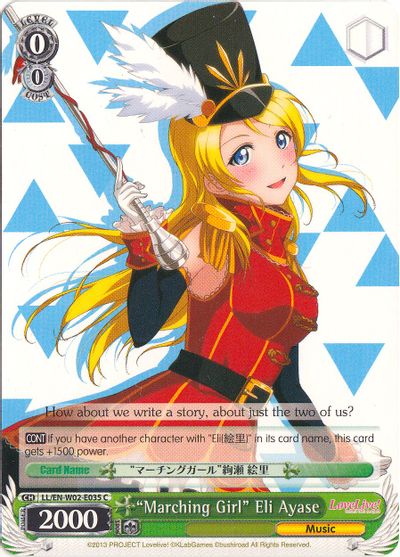 LEVEL
0
0
COST
How about we write a story, about just the two of us?
CONT If you have another character with "Eli(絵里)" in its card name, this card
gets +1500 power.
Card Name "マーチングガール"絢瀬 絵里
CH LL/EN-W02-E035 C
POWER 2000
"Marching Girl" Eli Ayase
LoveLive!
Music
©2013 PROJECT Lovelive! ©KLabGames ©bushiroad All Rights Reserved.